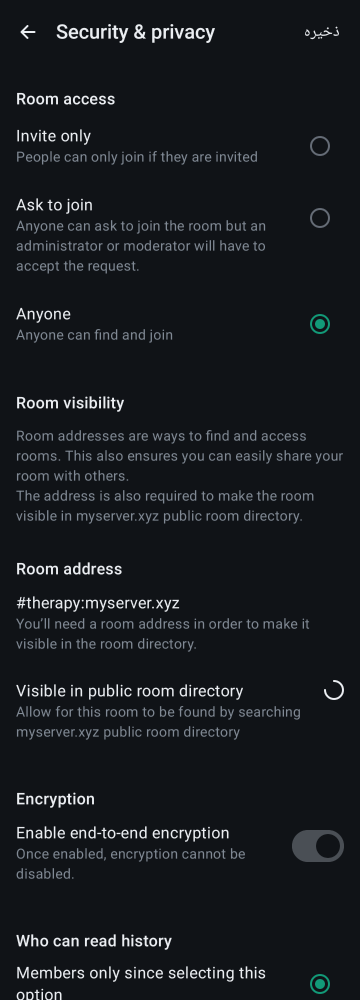 Security & privacy
ذخیره
Room access
Invite only
People can only join if they are invited
Ask to join
Anyone can ask to join the room but an
administrator or moderator will have to
accept the request.
Anyone
Anyone can find and join
Room visibility
Room addresses are ways to find and access
rooms. This also ensures you can easily share your
room with others.
The address is also required to make the room
visible in myserver.xyz public room directory.
Room address
#therapy:myserver.xyz
You’ll need a room address in order to make it
visible in the room directory.
Visible in public room directory
Allow for this room to be found by searching
myserver.xyz public room directory
Encryption
Enable end-to-end encryption
Once enabled, encryption cannot be
disabled.
Who can read history
Members only since selecting this
option